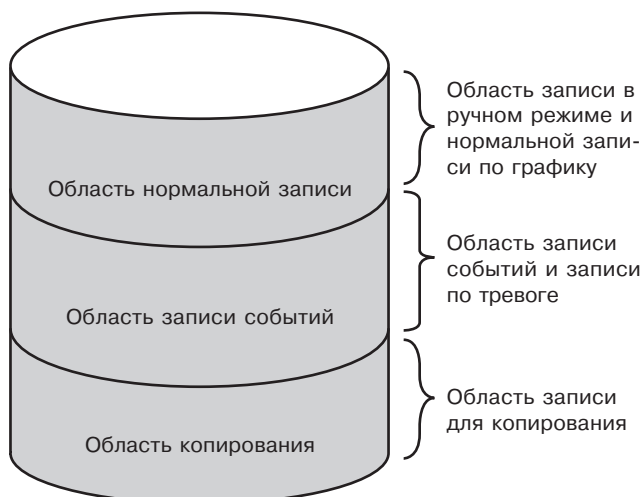 Область записи в
ручном режиме и
нормальной запи-
си по графику
Область нормальной записи
Область записи
событий и записи
по тревоге
Область записи событий
Область записи
для копирования
Область копирования